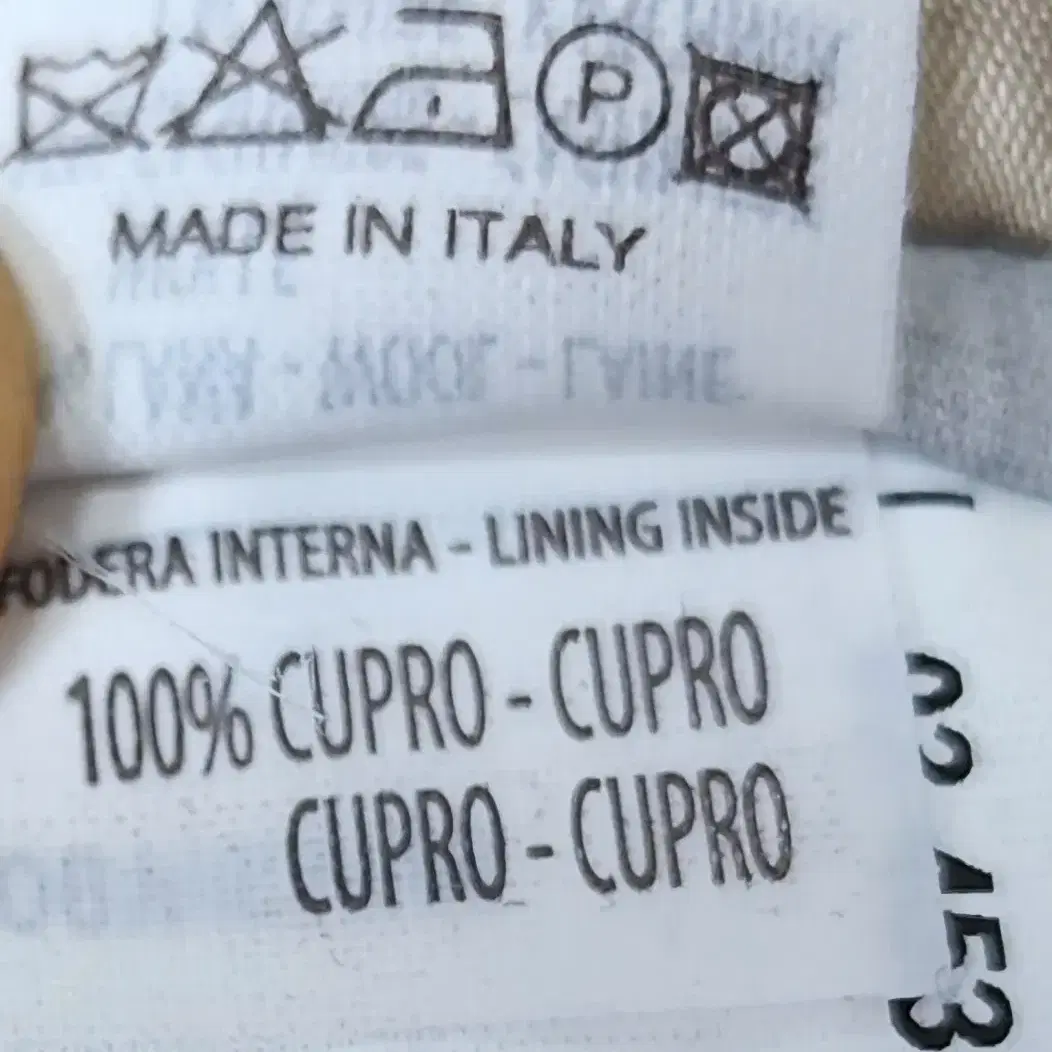 P
MADE IN ITALY
FODERA INTERNA - LINING INSIDE
100% CUPRO - CUPRO
CUPRO - CUPRO